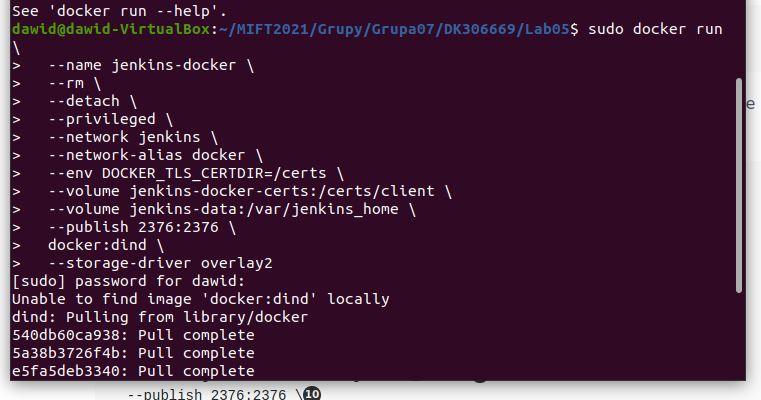 See 'docker run --help'.
dawid@dawid-VirtualBox:~/MIFT2021/Grupy/Grupa07/DK306669/Lab05$ sudo docker run
\
>   --name jenkins-docker \
>   --rm \
>   --detach \
>   --privileged \
>   --network jenkins \
>   --network-alias docker \
>   --env DOCKER_TLS_CERTDIR=/certs \
>   --volume jenkins-docker-certs:/certs/client \
>   --volume jenkins-data:/var/jenkins_home \
>   --publish 2376:2376 \
>   docker:dind \
>   --storage-driver overlay2
[sudo] password for dawid:
Unable to find image 'docker:dind' locally
dind: Pulling from library/docker
540db60ca938: Pull complete
5a38b3726f4b: Pull complete
e5fa5deb3340: Pull complete
--publish 2376:2376 \ 10